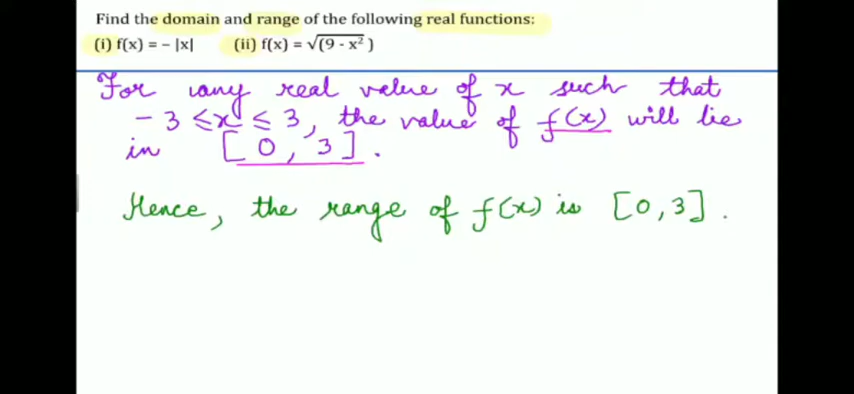 Find the domain and range of the following real functions:
(i) f(x) = – |x| (ii) f(x) = √(9 - x²)
For any real value of x such that
- 3 ≤ x ≤ 3, the value of f(x) will lie
in [0, 3].
Hence, the range of f(x) is [0,3].